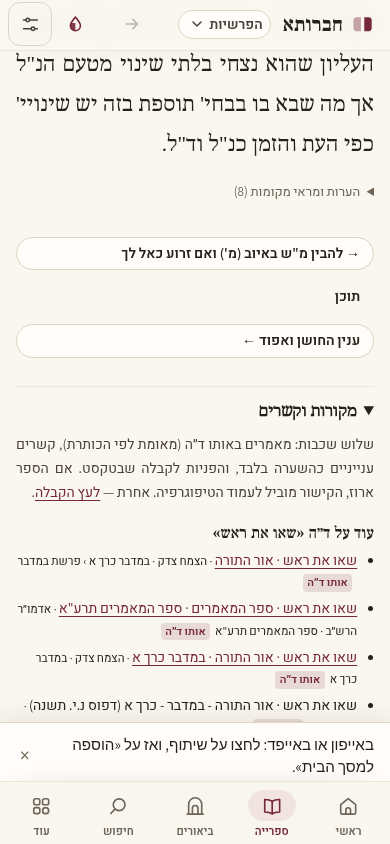 חברותא
הפרשיות
העליון שהוא נצחי בלתי שינוי מטעם הנ"ל
אך מה שבא בו בבחי' תוספת בזה יש שינויי'
כפי העת והזמן כנ"ל וד"ל.
◀ הערות ומראי מקומות (8)
→ להבין מ"ש באיוב (מ') ואם זרוע כאל לך
תוכן
ענין החושן ואפוד ←
▼ מקורות וקשרים
שלוש שכבות: מאמרים באותו ד״ה (מאומת לפי הכותרת), קשרים
ענייניים כהשערה בלבד, והפניות לקבלה שבטקסט. אם הספר
ארוז, הקישור מוביל לעמוד הטיפוגרפיה. אחרת — לעץ הקבלה.
עוד על ד״ה «שאו את ראש»
• שאו את ראש · אור התורה · הצמח צדק · במדבר כרך א › פרשת במדבר
אותו ד״ה
• שאו את ראש · ספר המאמרים · ספר המאמרים תרע"א · אדמו״ר
הרש״ב · ספר המאמרים תרע"א אותו ד״ה
• שאו את ראש · אור התורה · במדבר כרך א · הצמח צדק · במדבר
כרך א אותו ד״ה
• שאו את ראש · אור התורה - במדבר - כרך א (דפוס נ.י. תשנה) ·
באייפון או באייפד: לחצו על שיתוף, ואז על «הוספה
למסך הבית».
×
ראשי
ספרייה
ביאורים
חיפוש
עוד